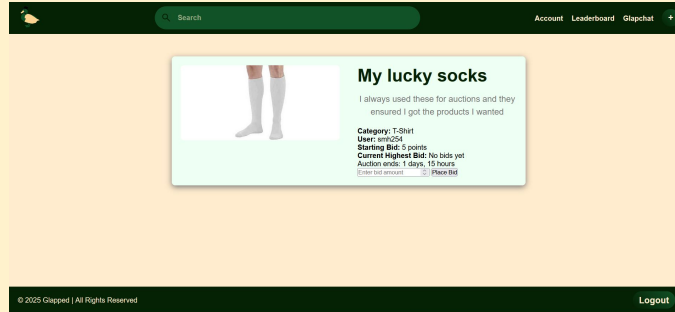 Search
Account Leaderboard Glapchat +
My lucky socks
I always used these for auctions and they
ensured I got the products I wanted
Category: T-Shirt
User: smh254
Starting Bid: 5 points
Current Highest Bid: No bids yet
Auction ends: 1 days, 15 hours
Enter bid amount Place Bid
© 2025 Glapped | All Rights Reserved
Logout